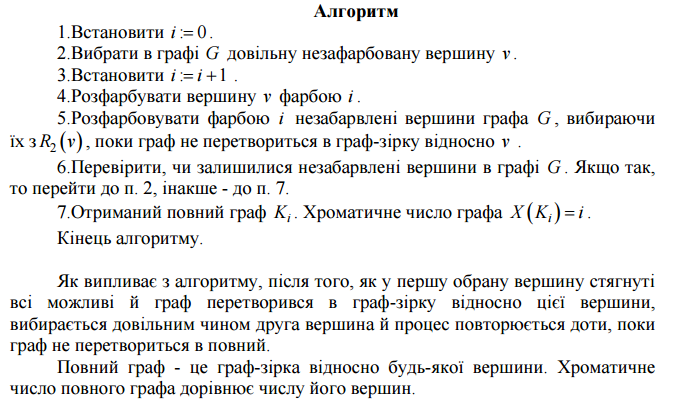 Алгоритм
1.Встановити i := 0 .
2.Вибрати в графі G довільну незафарбовану вершину v .
3.Встановити i := i + 1 .
4.Розфарбувати вершину v фарбою i .
5.Розфарбовувати фарбою i незабарвлені вершини графа G , вибираючи
їх з R₂(v) , поки граф не перетвориться в граф-зірку відносно v .
6.Перевірити, чи залишилися незабарвлені вершини в графі G . Якщо так,
то перейти до п. 2, інакше - до п. 7.
7.Отриманий повний граф Kᵢ . Хроматичне число графа X(Kᵢ) = i .
Кінець алгоритму.
Як випливає з алгоритму, після того, як у першу обрану вершину стягнуті
всі можливі й граф перетворився в граф-зірку відносно цієї вершини,
вибирається довільним чином друга вершина й процес повторюється доти, поки
граф не перетвориться в повний.
Повний граф - це граф-зірка відносно будь-якої вершини. Хроматичне
число повного графа дорівнює числу його вершин.